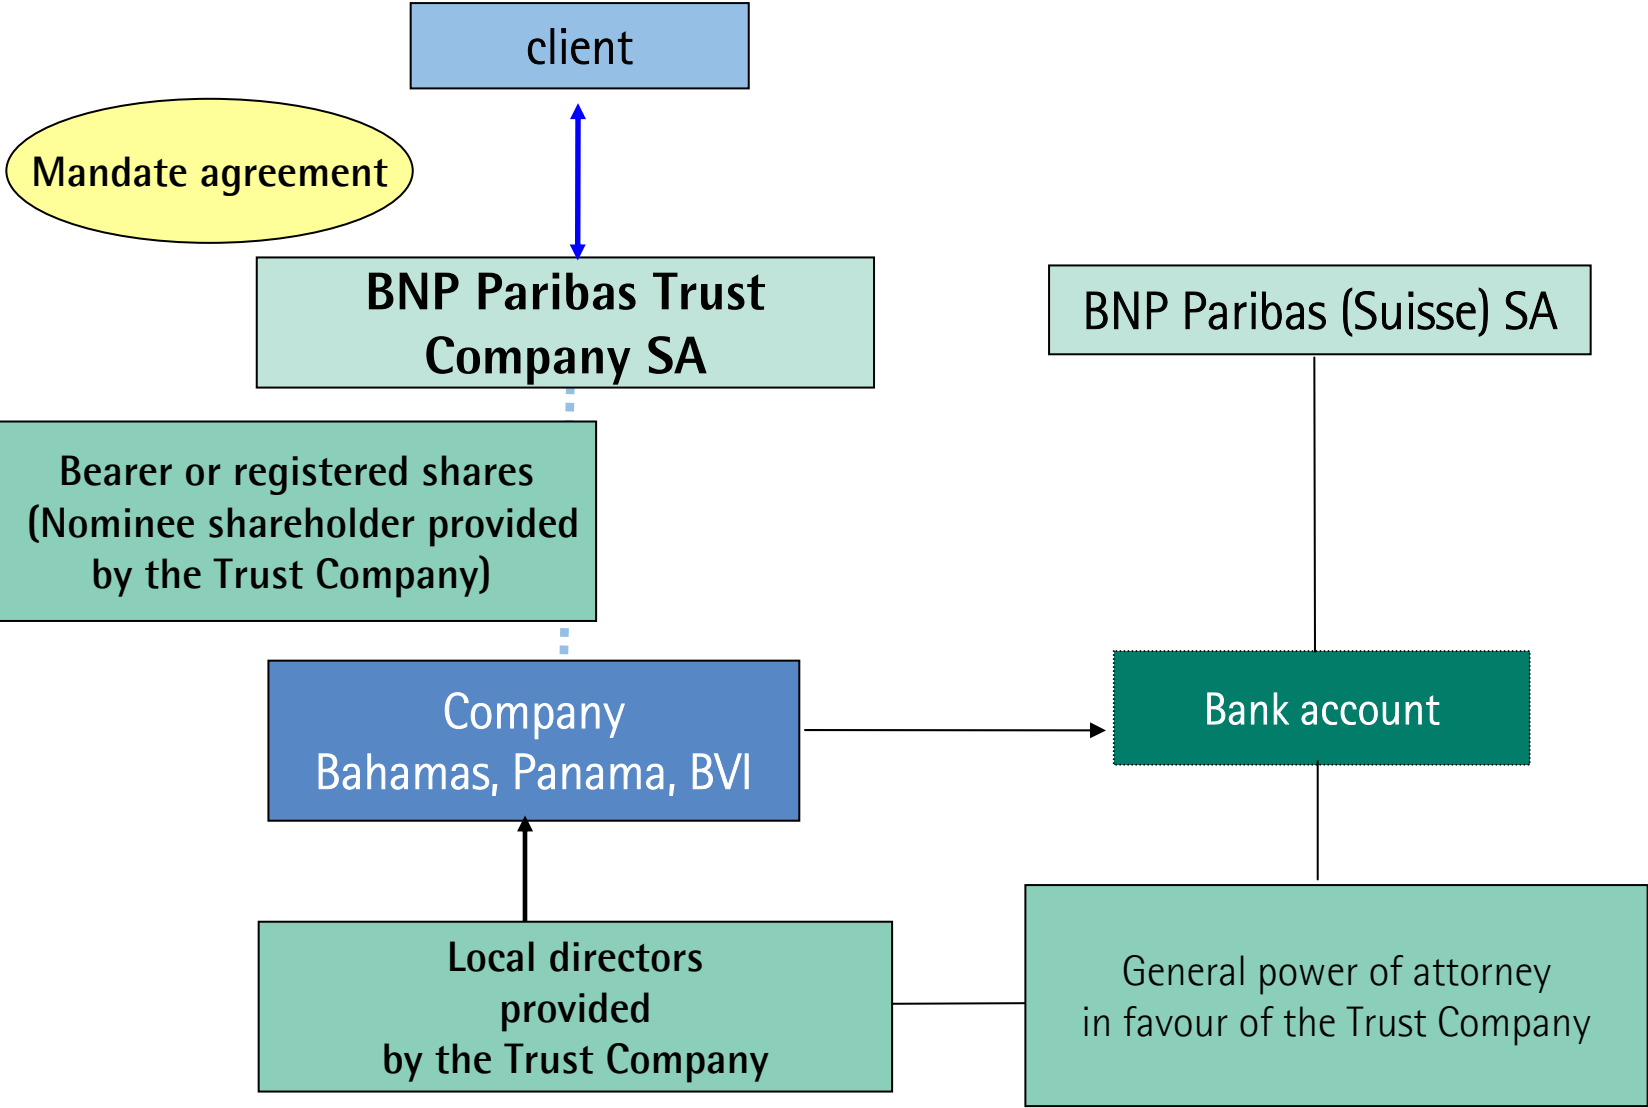 client
Mandate agreement
BNP Paribas Trust
Company SA
BNP Paribas (Suisse) SA
Bearer or registered shares
(Nominee shareholder provided
by the Trust Company)
Company
Bahamas, Panama, BVI
Bank account
Local directors
provided
by the Trust Company
General power of attorney
in favour of the Trust Company